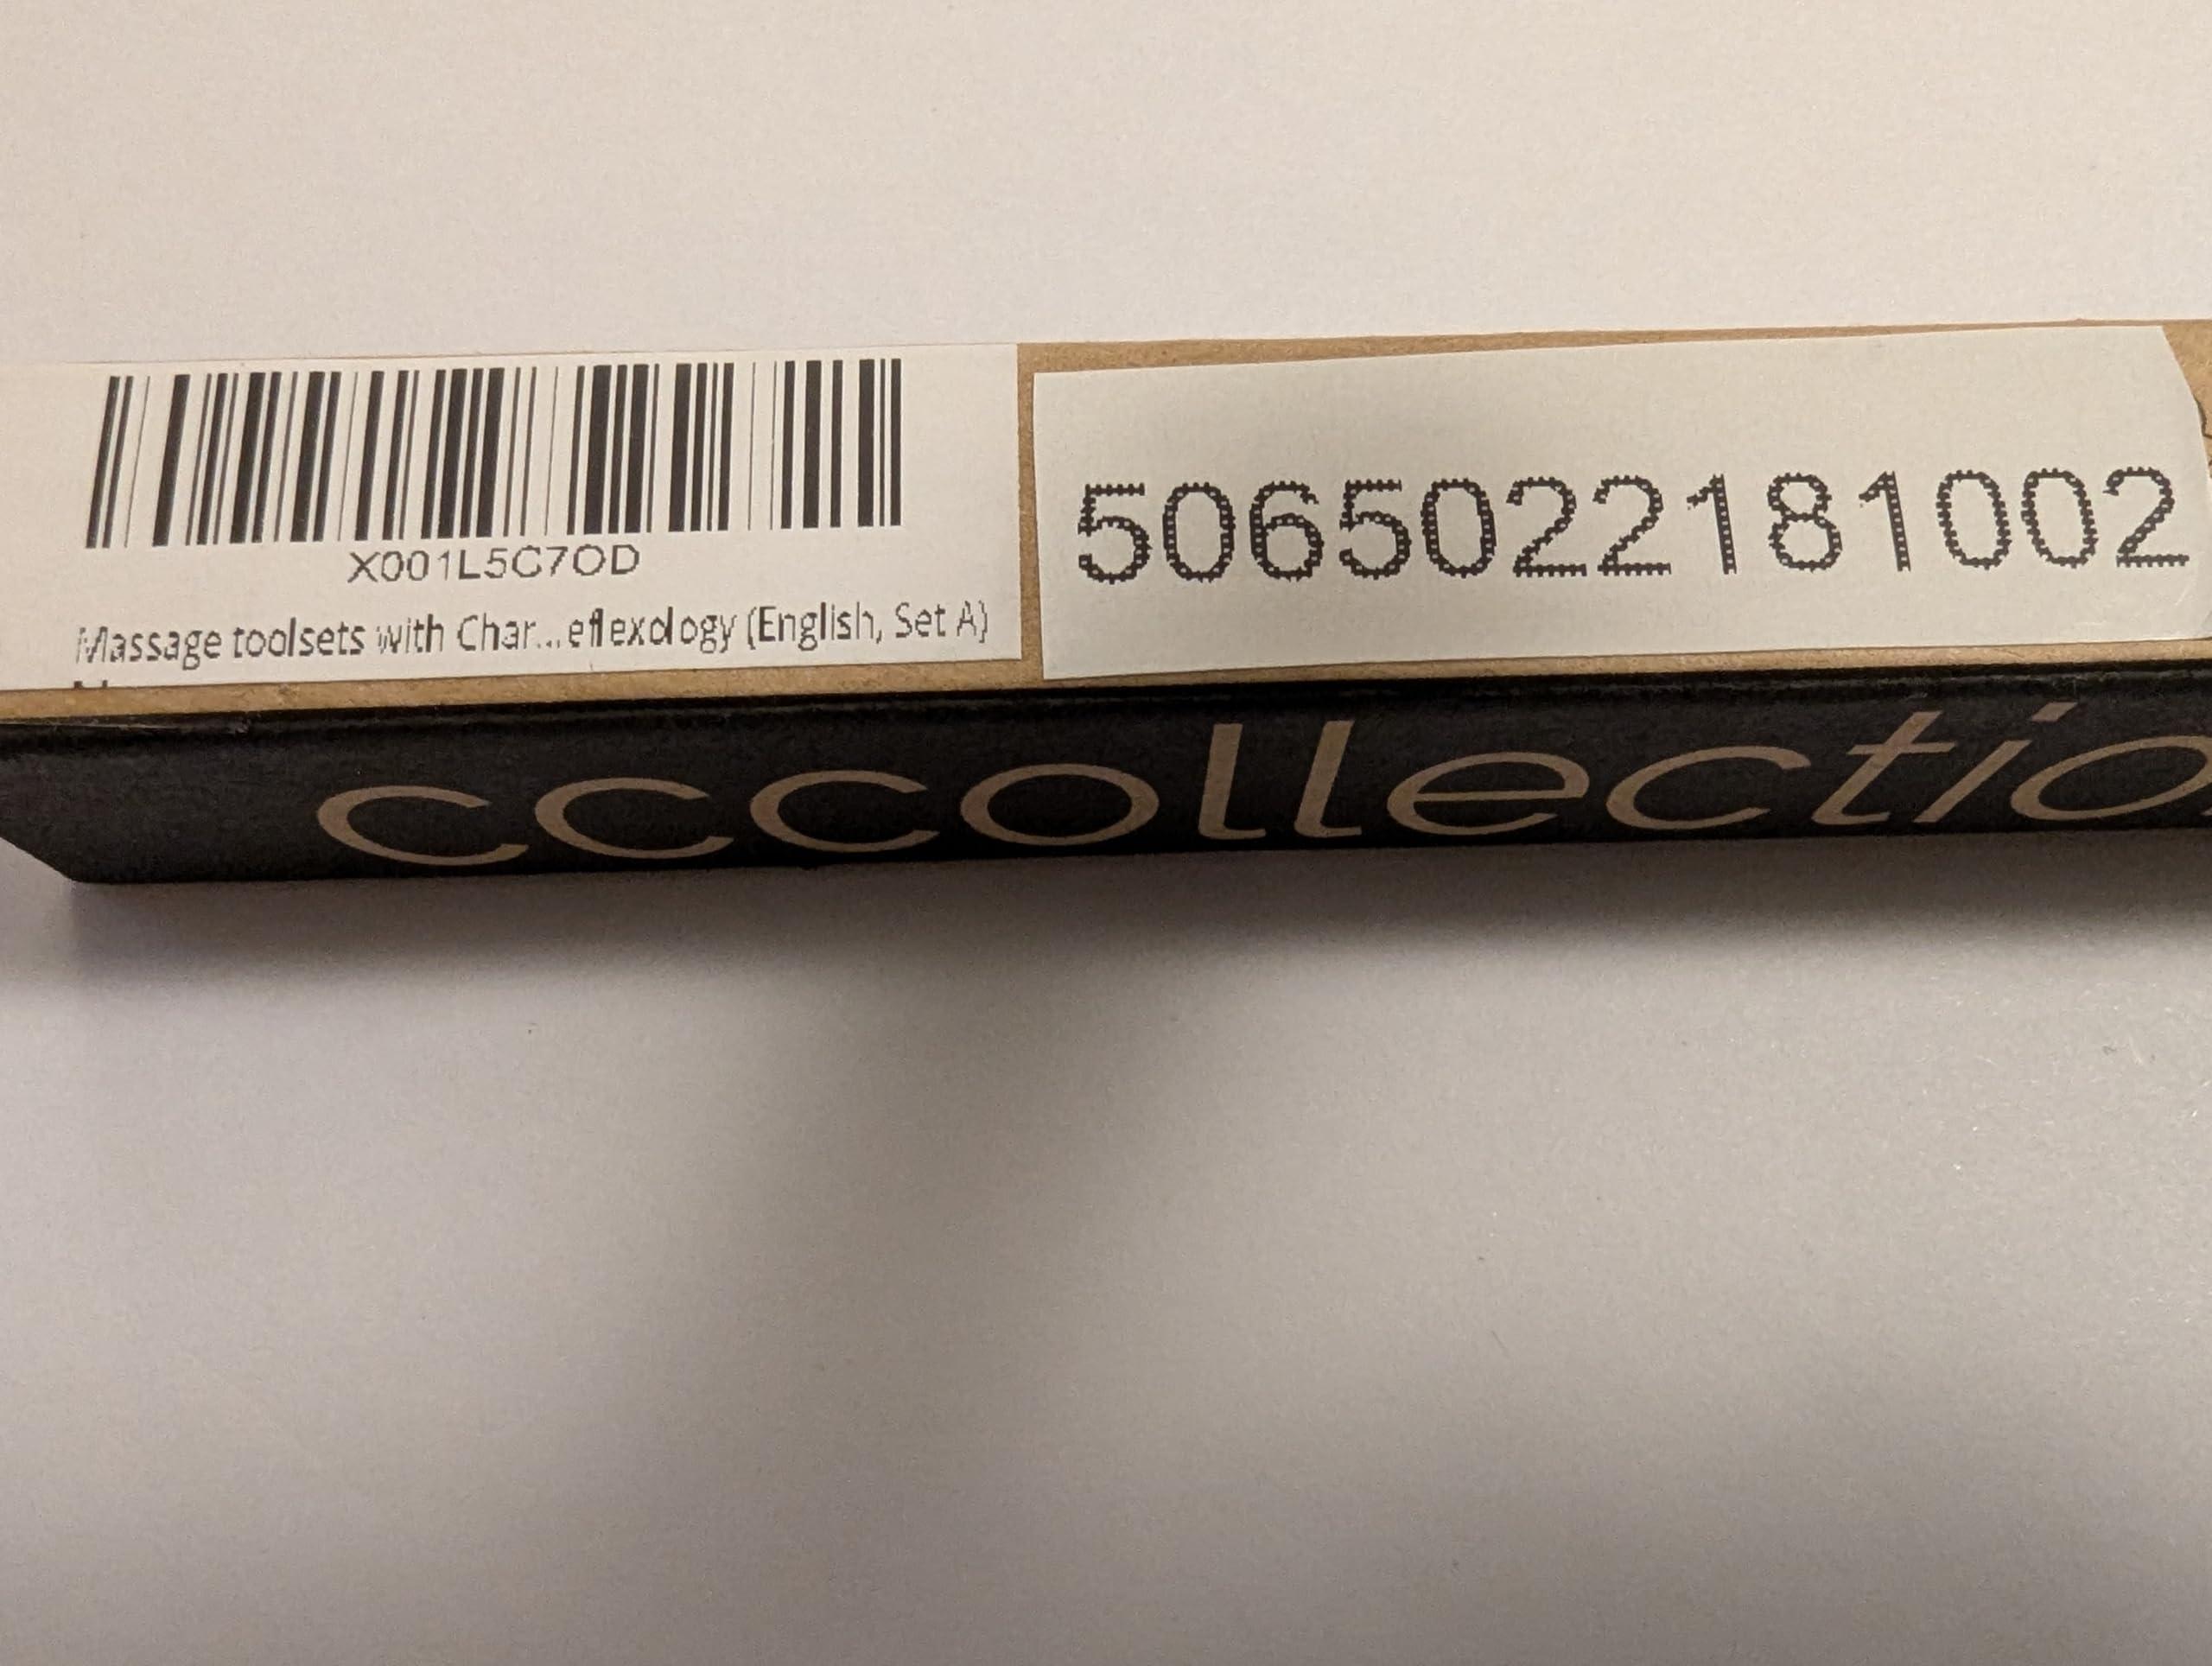 X001L5C7OD
Massage toolsets with Char...eflexology (English, Set A)
5065022181002
cccollectio